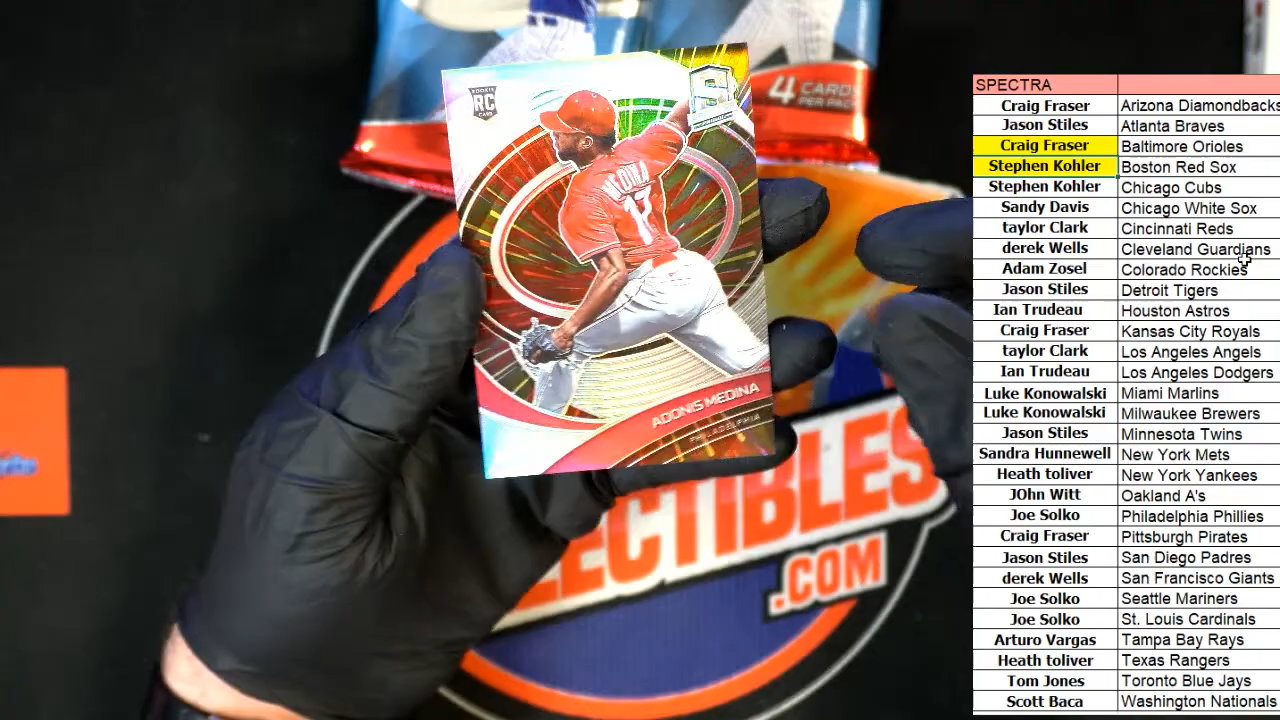 4 CARDS
PER PACK
ROOKIE
RC
CARD
MEDINA
17
ADONIS MEDINA
PHILADELPHIA
LECTIBLES
.COM
SPECTRA
Craig Fraser Arizona Diamondbacks
Jason Stiles Atlanta Braves
Craig Fraser Baltimore Orioles
Stephen Kohler Boston Red Sox
Stephen Kohler Chicago Cubs
Sandy Davis Chicago White Sox
taylor Clark Cincinnati Reds
derek Wells Cleveland Guardians
Adam Zosel Colorado Rockies
Jason Stiles Detroit Tigers
Ian Trudeau Houston Astros
Craig Fraser Kansas City Royals
taylor Clark Los Angeles Angels
Ian Trudeau Los Angeles Dodgers
Luke Konowalski Miami Marlins
Luke Konowalski Milwaukee Brewers
Jason Stiles Minnesota Twins
Sandra Hunnewell New York Mets
Heath toliver New York Yankees
JOhn Witt Oakland A's
Joe Solko Philadelphia Phillies
Craig Fraser Pittsburgh Pirates
Jason Stiles San Diego Padres
derek Wells San Francisco Giants
Joe Solko Seattle Mariners
Joe Solko St. Louis Cardinals
Arturo Vargas Tampa Bay Rays
Heath toliver Texas Rangers
Tom Jones Toronto Blue Jays
Scott Baca Washington Nationals